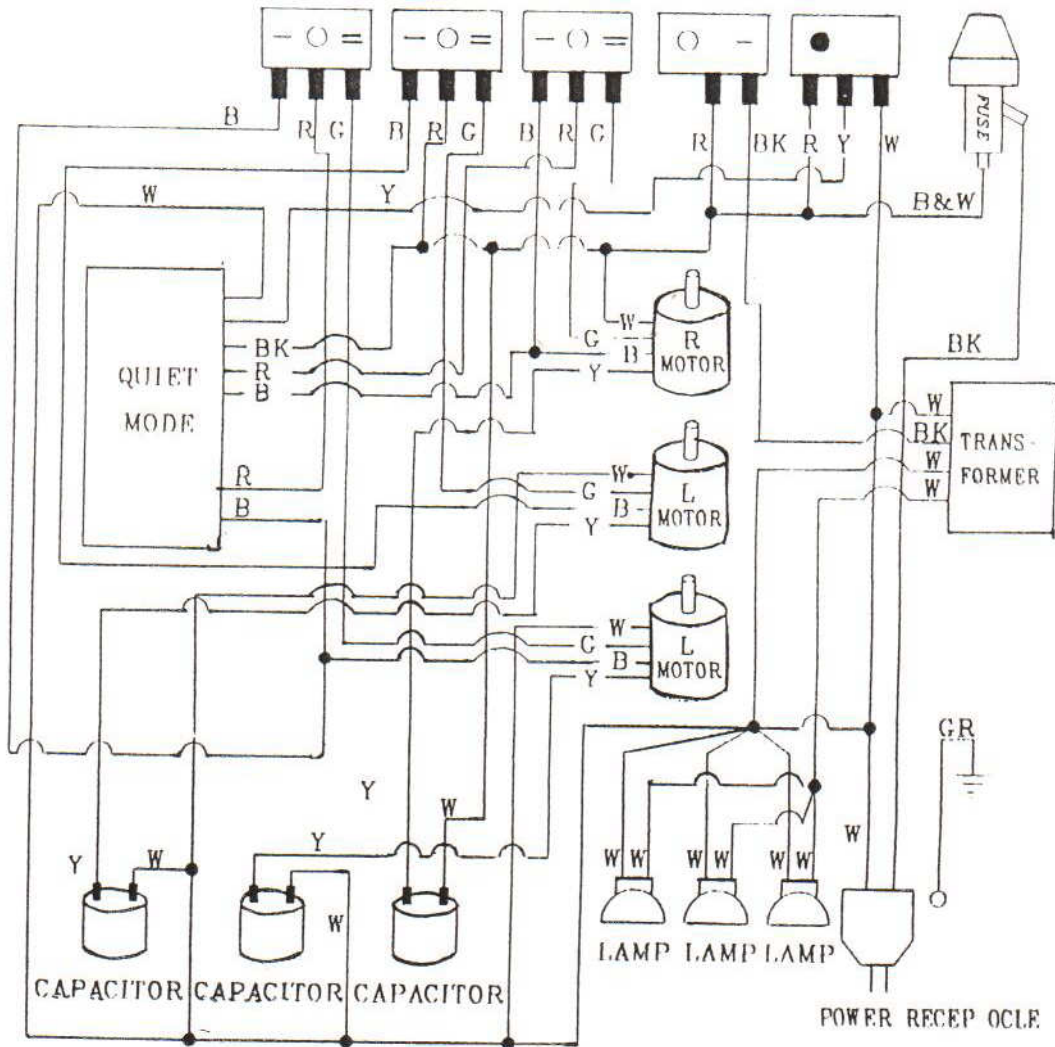 B R G B R G B R G R BK R Y W
FUSE
W Y B&W
BK
QUIET
MODE
BK
R
B
R
B
W
G
B
Y
R
MOTOR
W
G
B
Y
L
MOTOR
W
G
B
Y
L
MOTOR
W
BK
W
W
TRANS-
FORMER
GR
Y W
Y W Y W
W W W W W W W
LAMP LAMP LAMP
CAPACITOR CAPACITOR CAPACITOR
POWER RECEP OCLE